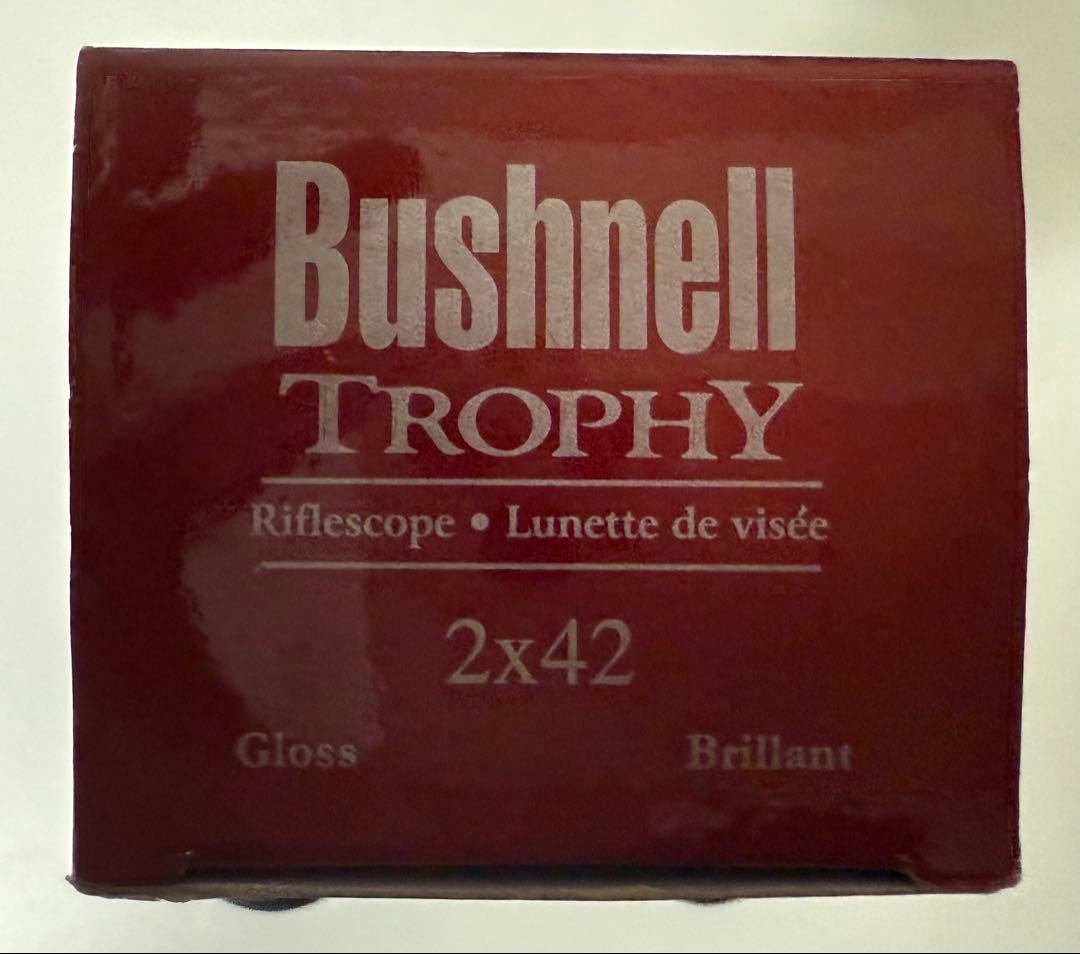 Bushnell
TROPHY
Riflescope • Lunette de visée
2x42
Gloss Brillant